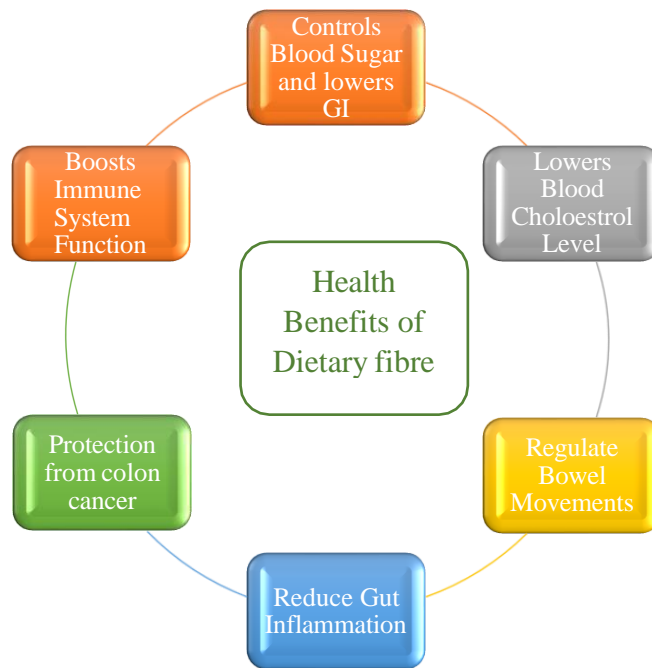 Controls
Blood Sugar
and lowers
GI
Lowers
Blood
Choloestrol
Level
Regulate
Bowel
Movements
Reduce Gut
Inflammation
Protection
from colon
cancer
Boosts
Immune
System
Function
Health
Benefits of
Dietary fibre